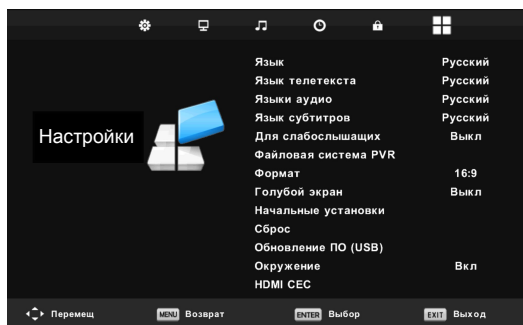 Язык Русский
Язык телетекста Русский
Языки аудио Русский
Язык субтитров Русский
Для слабослышащих Выкл
Настройки
Файловая система PVR
Формат 16:9
Голубой экран Выкл
Начальные установки
Сброс
Обновление ПО (USB)
Окружение Вкл
HDMI CEC
Перемещ MENU Возврат ENTER Выбор EXIT Выход